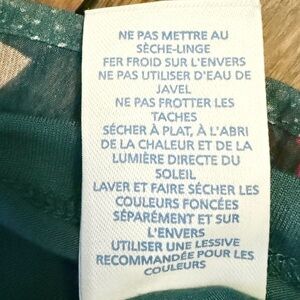 NE PAS METTRE AU
SÈCHE-LINGE
FER FROID SUR L'ENVERS
NE PAS UTILISER D'EAU DE
JAVEL
NE PAS FROTTER LES
TACHES
SÉCHER À PLAT, À L'ABRI
DE LA CHALEUR ET DE LA
LUMIÈRE DIRECTE DU
SOLEIL
LAVER ET FAIRE SÉCHER LES
COULEURS FONCÉES
SÉPARÉMENT ET SUR
L'ENVERS
UTILISER UNE LESSIVE
RECOMMANDÉE POUR LES
COULEURS